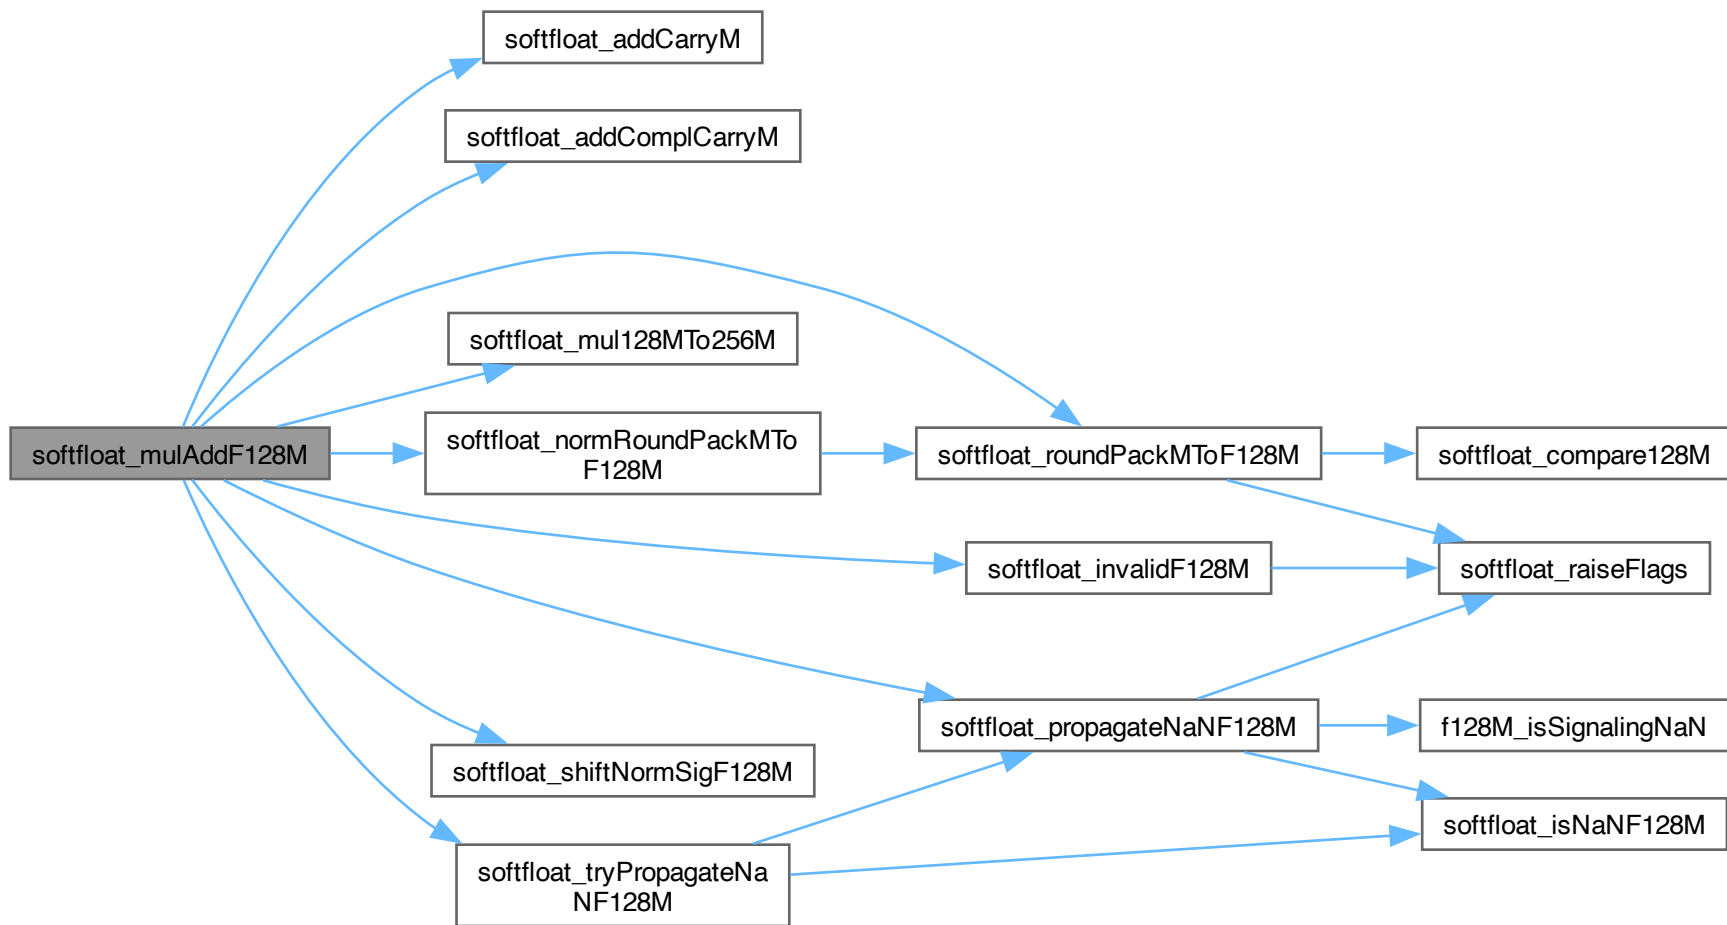 softfloat_addCarryM
softfloat_addComplCarryM
softfloat_mul128MTo256M
softfloat_mulAddF128M
softfloat_normRoundPackMTo
F128M
softfloat_roundPackMToF128M
softfloat_compare128M
softfloat_invalidF128M
softfloat_raiseFlags
softfloat_propagateNaNF128M
f128M_isSignalingNaN
softfloat_shiftNormSigF128M
softfloat_isNaNF128M
softfloat_tryPropagateNa
NF128M